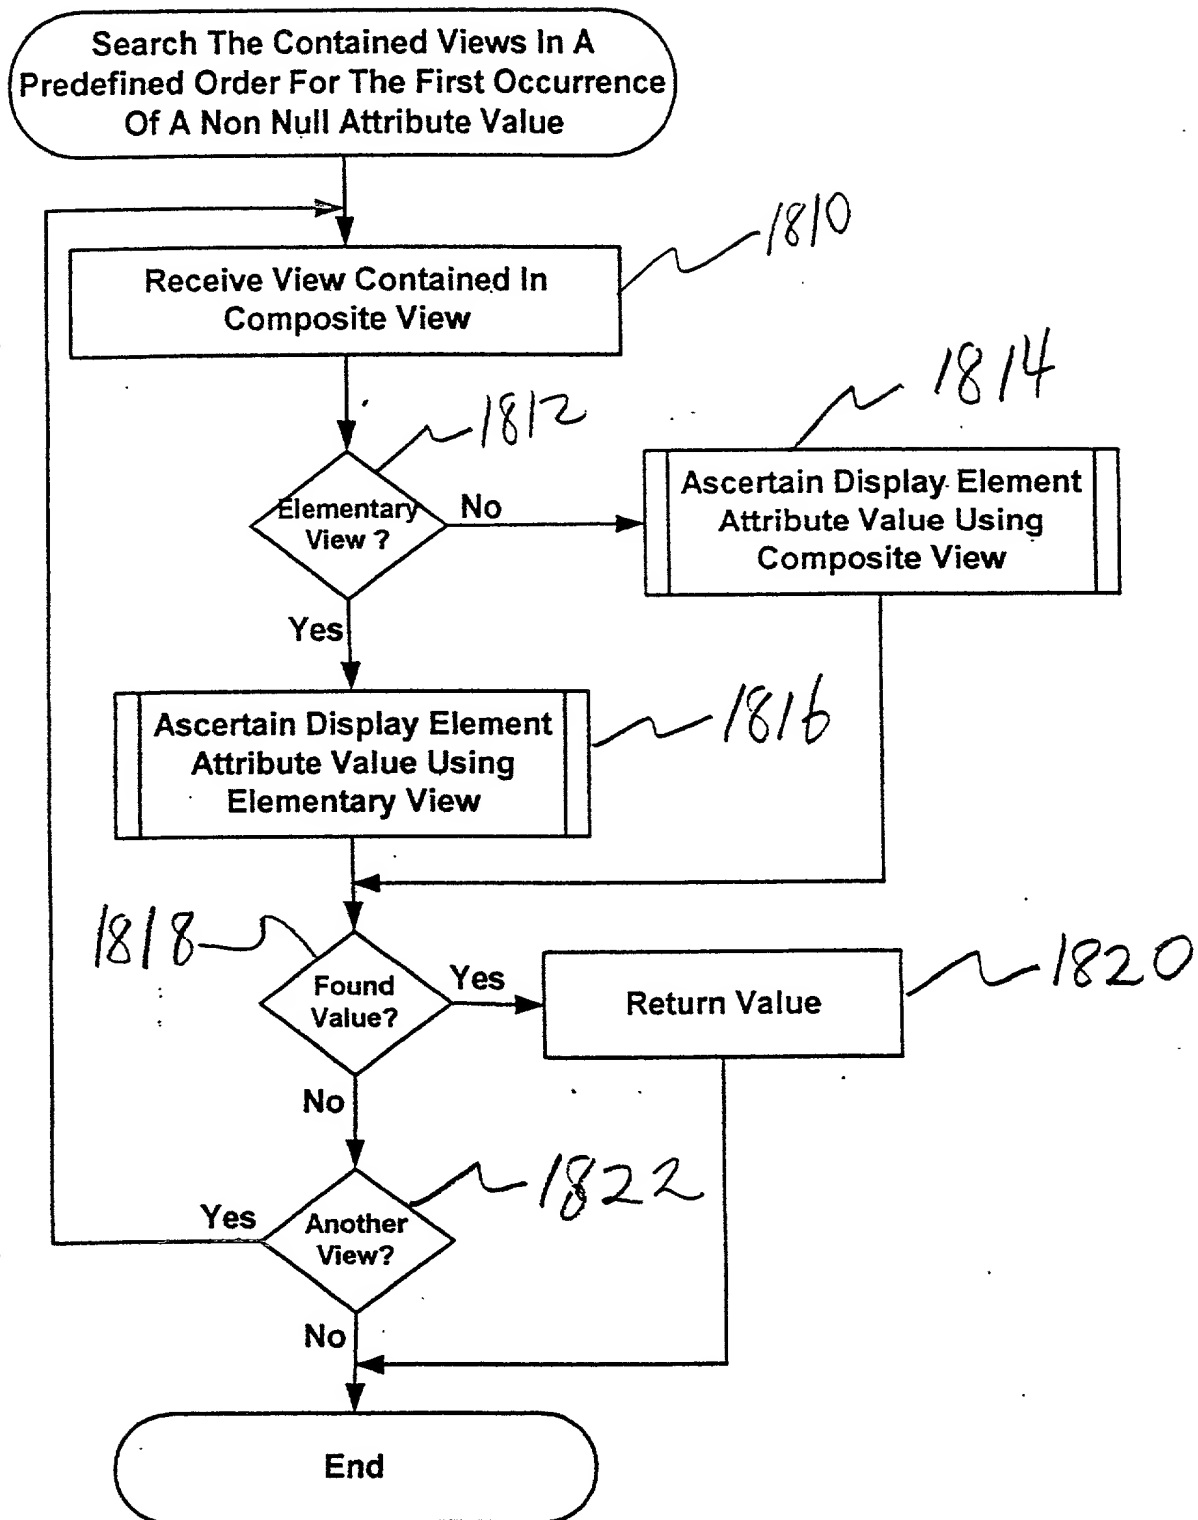 Search The Contained Views In A
Predefined Order For The First Occurrence
Of A Non Null Attribute Value
1810
Receive View Contained In
Composite View
1812
1814
Elementary
View ?
No
Ascertain Display Element
Attribute Value Using
Composite View
Yes
1816
Ascertain Display Element
Attribute Value Using
Elementary View
1818
Found
Value?
Yes
Return Value
1820
No
1822
Yes
Another
View?
No
End